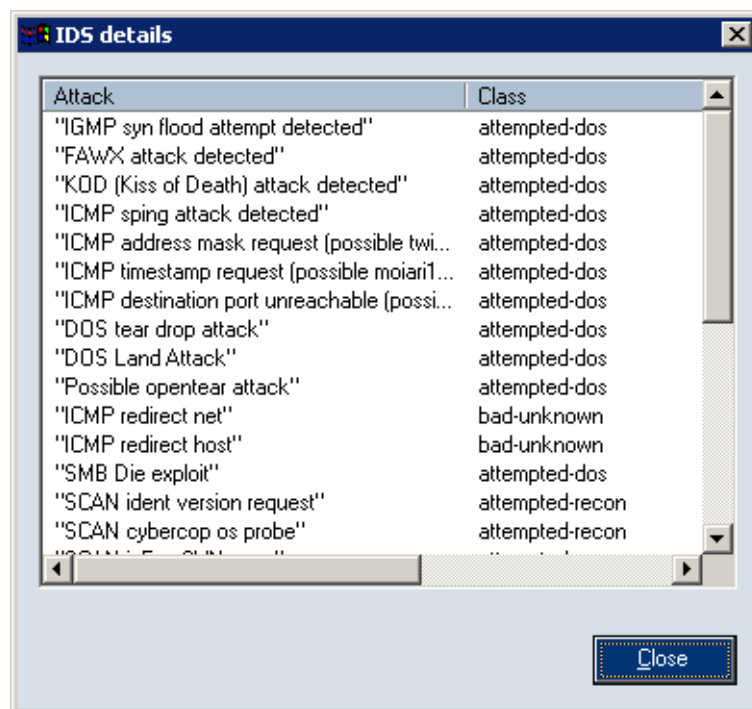 IDS details
Attack Class
"IGMP syn flood attempt detected" attempted-dos
"FAWX attack detected" attempted-dos
"KOD (Kiss of Death) attack detected" attempted-dos
"ICMP sping attack detected" attempted-dos
"ICMP address mask request (possible twi... attempted-dos
"ICMP timestamp request (possible moiari1... attempted-dos
"ICMP destination port unreachable (possi... attempted-dos
"DOS tear drop attack" attempted-dos
"DOS Land Attack" attempted-dos
"Possible opentear attack" attempted-dos
"ICMP redirect net" bad-unknown
"ICMP redirect host" bad-unknown
"SMB Die exploit" attempted-dos
"SCAN ident version request" attempted-recon
"SCAN cybercop os probe" attempted-recon
Close